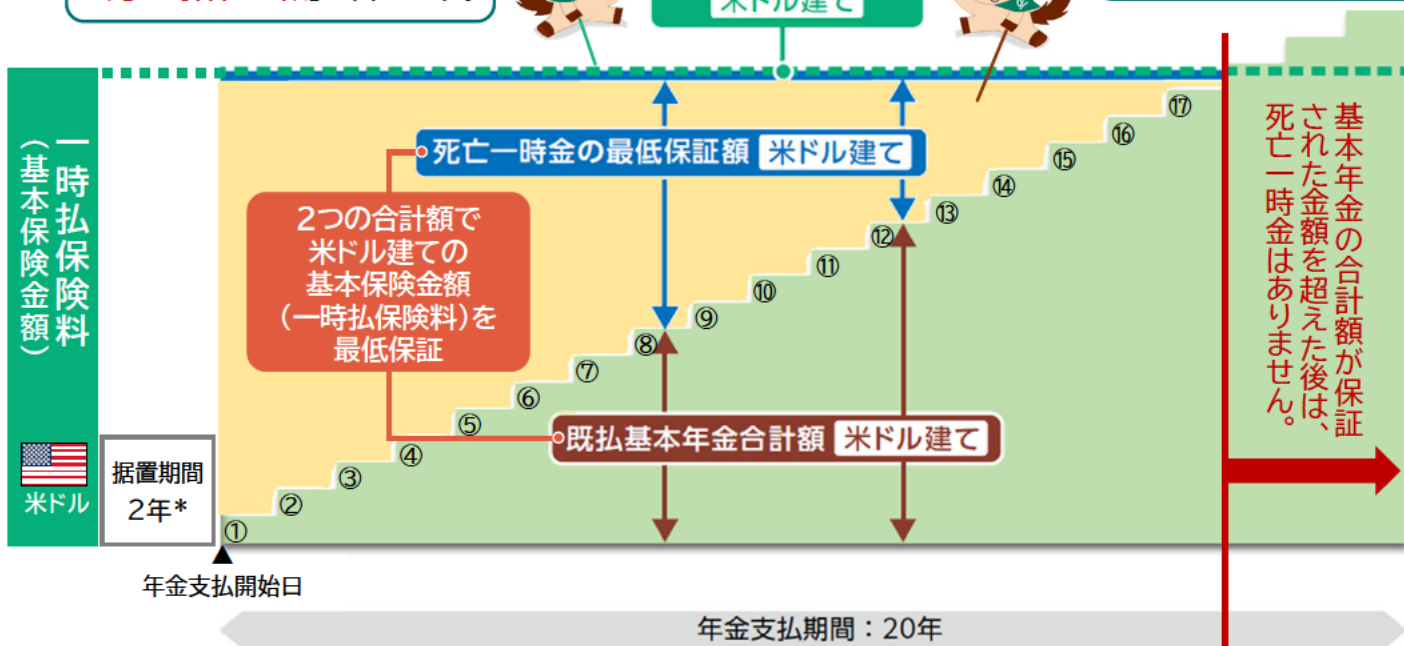 米ドル建て
一時払保険料
（基本保険金額）
米ドル
据置期間
2年*
死亡一時金の最低保証額 米ドル建て
2つの合計額で
米ドル建ての
基本保険金額
（一時払保険料）を
最低保証
既払基本年金合計額 米ドル建て
①
②
③
④
⑤
⑥
⑦
⑧
⑨
⑩
⑪
⑫
⑬
⑭
⑮
⑯
⑰
基本年金の合計額が保証
された金額を超えた後は、
死亡一時金はありません。
▲
年金支払開始日
年金支払期間：20年